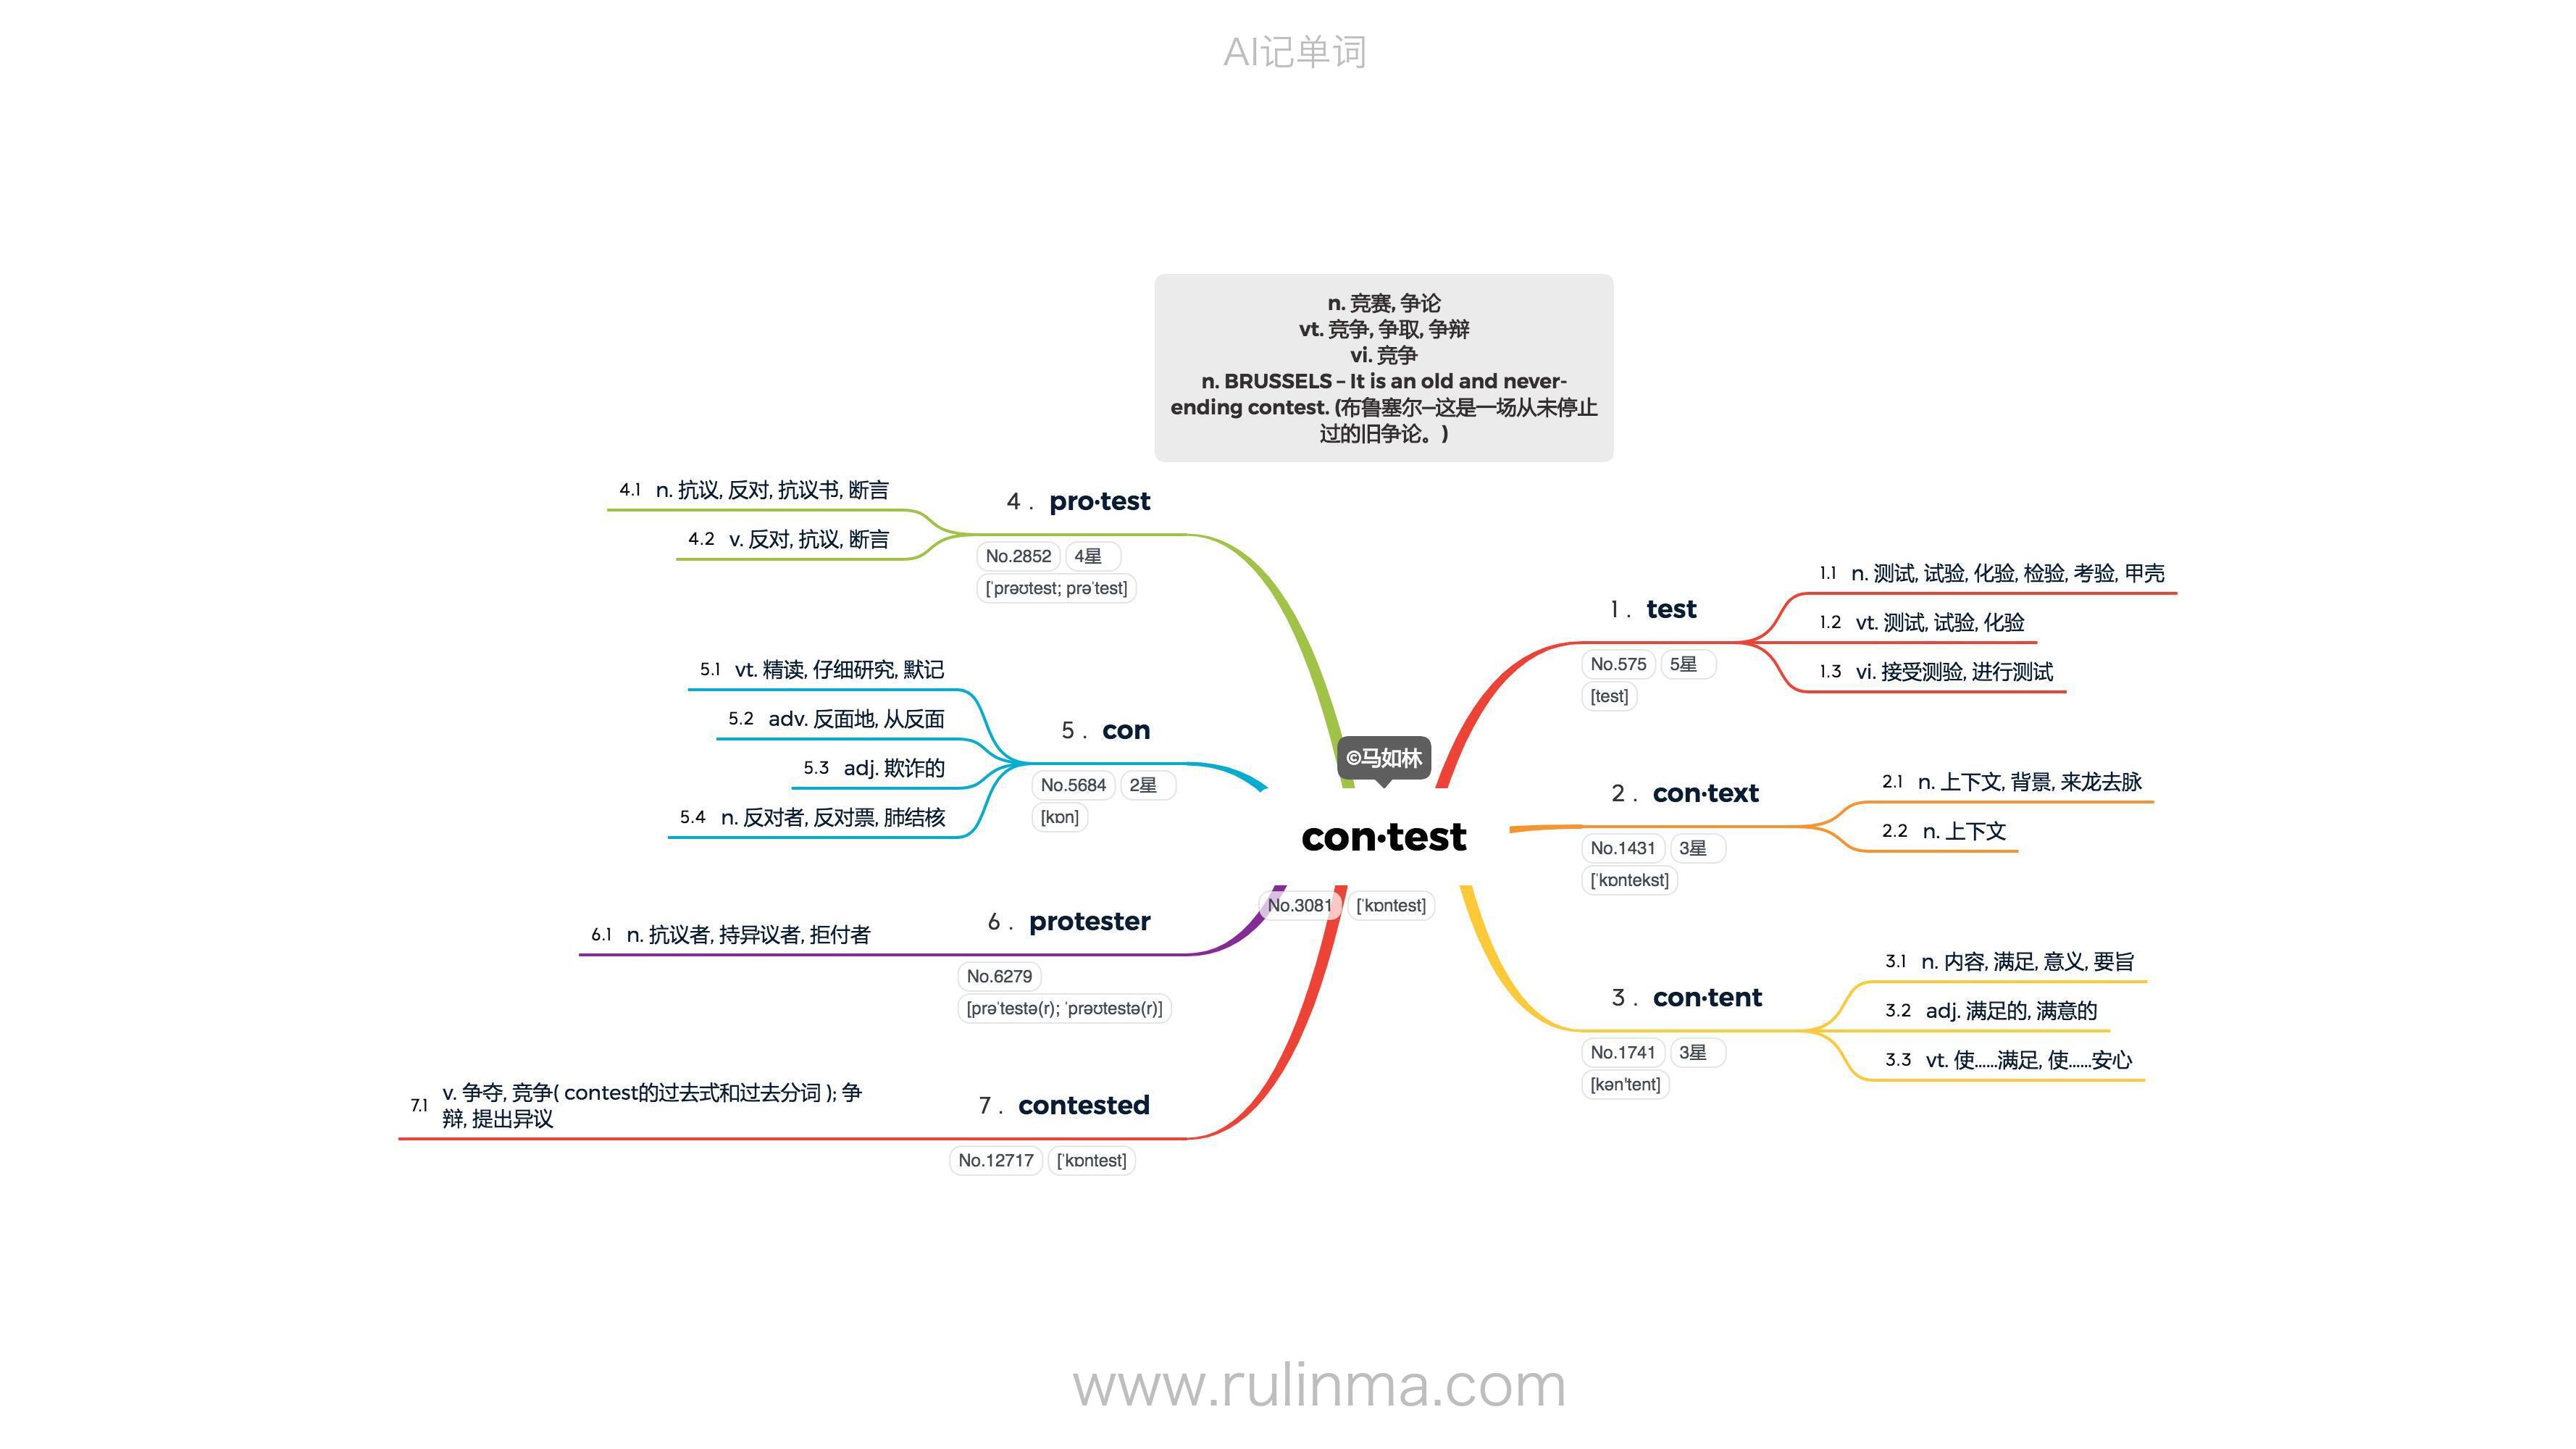 AI记单词
n. 竞赛, 争论
vt. 竞争, 争取, 争辩
vi. 竞争
n. BRUSSELS – It is an old and never-
ending contest. (布鲁塞尔—这是一场从未停止
过的旧争论。)
©马如林
con·test
No.3081 [ˈkɒntest]
1 . test
No.575 5星
[test]
1.1 n. 测试, 试验, 化验, 检验, 考验, 甲壳
1.2 vt. 测试, 试验, 化验
1.3 vi. 接受测验, 进行测试
2 . con·text
No.1431 3星
[ˈkɒntekst]
2.1 n. 上下文, 背景, 来龙去脉
2.2 n. 上下文
3 . con·tent
No.1741 3星
[kən'tent]
3.1 n. 内容, 满足, 意义, 要旨
3.2 adj. 满足的, 满意的
3.3 vt. 使……满足, 使……安心
4 . pro·test
No.2852 4星
[ˈprəʊtest; prəˈtest]
4.1 n. 抗议, 反对, 抗议书, 断言
4.2 v. 反对, 抗议, 断言
5 . con
No.5684 2星
[kɒn]
5.1 vt. 精读, 仔细研究, 默记
5.2 adv. 反面地, 从反面
5.3 adj. 欺诈的
5.4 n. 反对者, 反对票, 肺结核
6 . protester
No.6279
[prəˈtestə(r); ˈprəʊtestə(r)]
6.1 n. 抗议者, 持异议者, 拒付者
7 . contested
No.12717 [ˈkɒntest]
7.1 v. 争夺, 竞争( contest的过去式和过去分词 ); 争
辩, 提出异议
www.rulinma.com